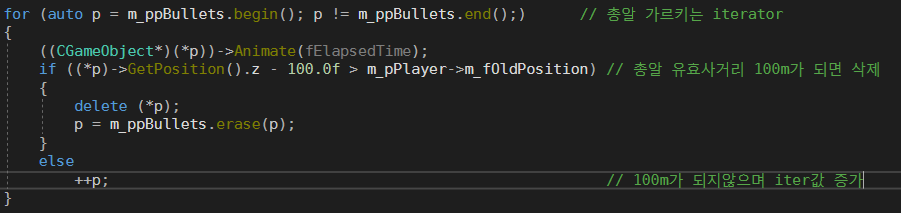 for (auto p = m_ppBullets.begin(); p != m_ppBullets.end();) // 총알 가르키는 iterator
{
((CGameObject*)(*p))->Animate(fElapsedTime);
if ((*p)->GetPosition().z - 100.0f > m_pPlayer->m_fOldPosition) // 총알 유효사거리 100m가 되면 삭제
{
delete (*p);
p = m_ppBullets.erase(p);
}
else
++p; // 100m가 되지않으며 iter값 증가
}